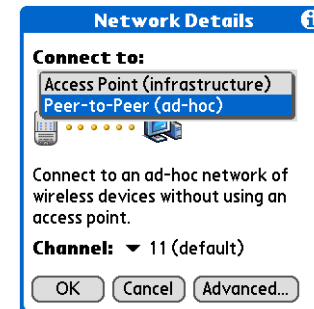 Network Details
Connect to:
Access Point (infrastructure)
Peer-to-Peer (ad-hoc)
Connect to an ad-hoc network of
wireless devices without using an
access point.
Channel: 11 (default)
OK Cancel Advanced...